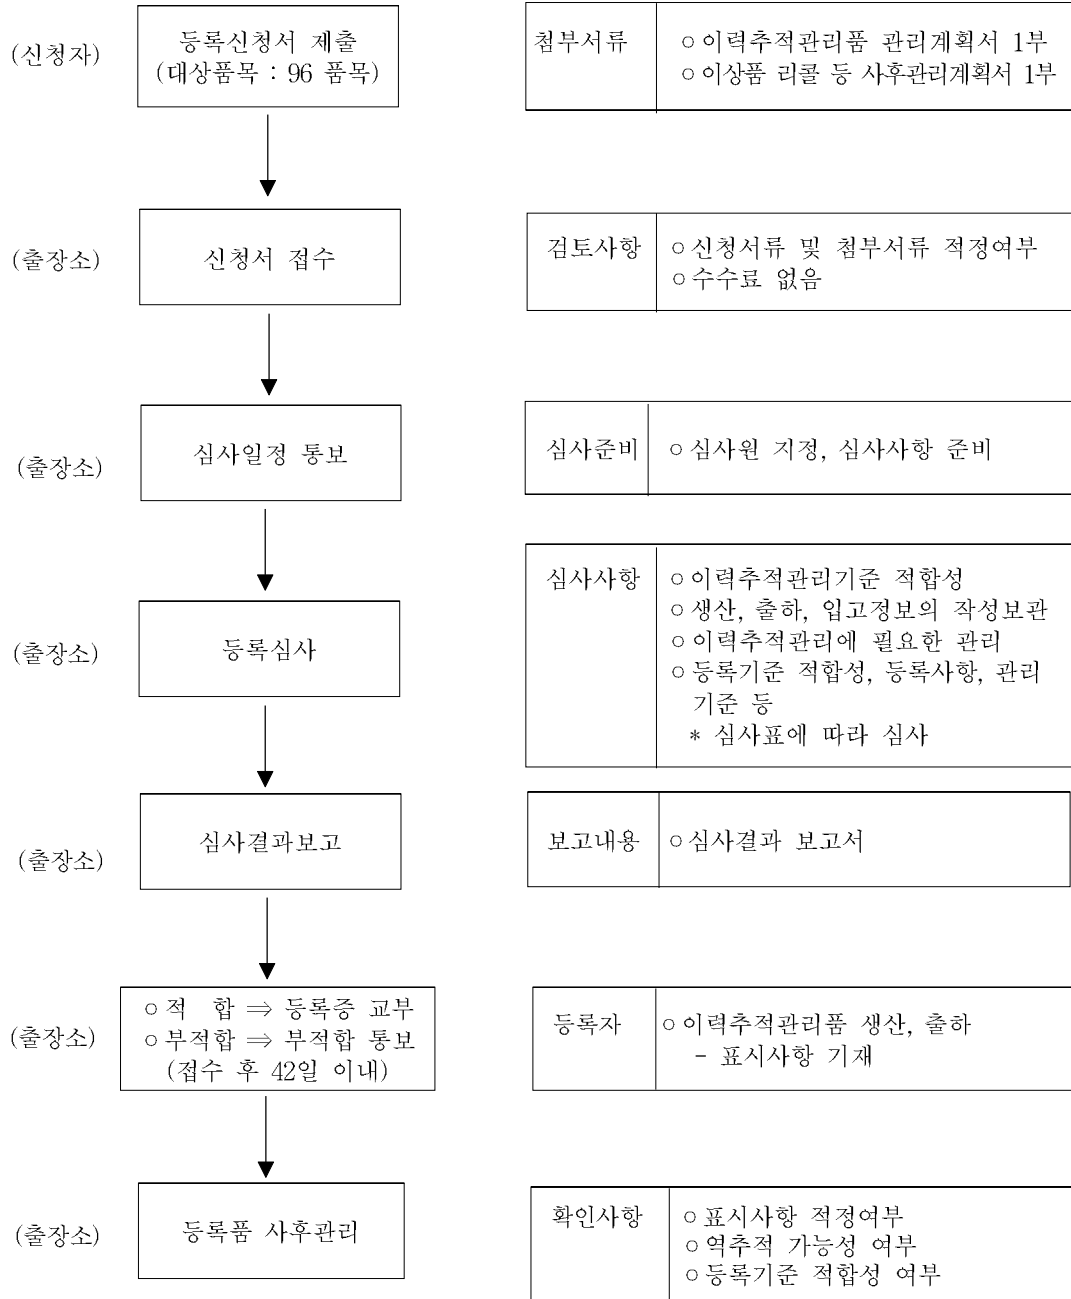 (신청자)
등록신청서 제출
(대상품목 : 96 품목)
첨부서류
○ 이력추적관리품 관리계획서 1부
○ 이상품 리콜 등 사후관리계획서 1부
(출장소)
신청서 접수
검토사항
○ 신청서류 및 첨부서류 적정여부
○ 수수료 없음
(출장소)
심사일정 통보
심사준비
○ 심사원 지정, 심사사항 준비
(출장소)
등록심사
심사사항
○ 이력추적관리기준 적합성
○ 생산, 출하, 입고정보의 작성보관
○ 이력추적관리에 필요한 관리
○ 등록기준 적합성, 등록사항, 관리
기준 등
* 심사표에 따라 심사
(출장소)
심사결과보고
보고내용
○ 심사결과 보고서
(출장소)
○ 적 합 ⇒ 등록증 교부
○ 부적합 ⇒ 부적합 통보
(접수 후 42일 이내)
등록자
○ 이력추적관리품 생산, 출하
- 표시사항 기재
(출장소)
등록품 사후관리
확인사항
○ 표시사항 적정여부
○ 역추적 가능성 여부
○ 등록기준 적합성 여부